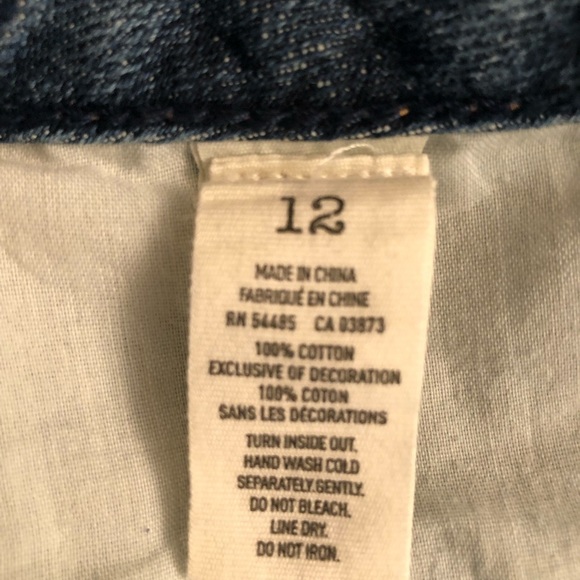 12
MADE IN CHINA
FABRIQUÉ EN CHINE
RN 54485 CA 03873
100% COTTON
EXCLUSIVE OF DECORATION
100% COTON
SANS LES DÉCORATIONS
TURN INSIDE OUT.
HAND WASH COLD
SEPARATELY.GENTLY.
DO NOT BLEACH.
LINE DRY.
DO NOT IRON.